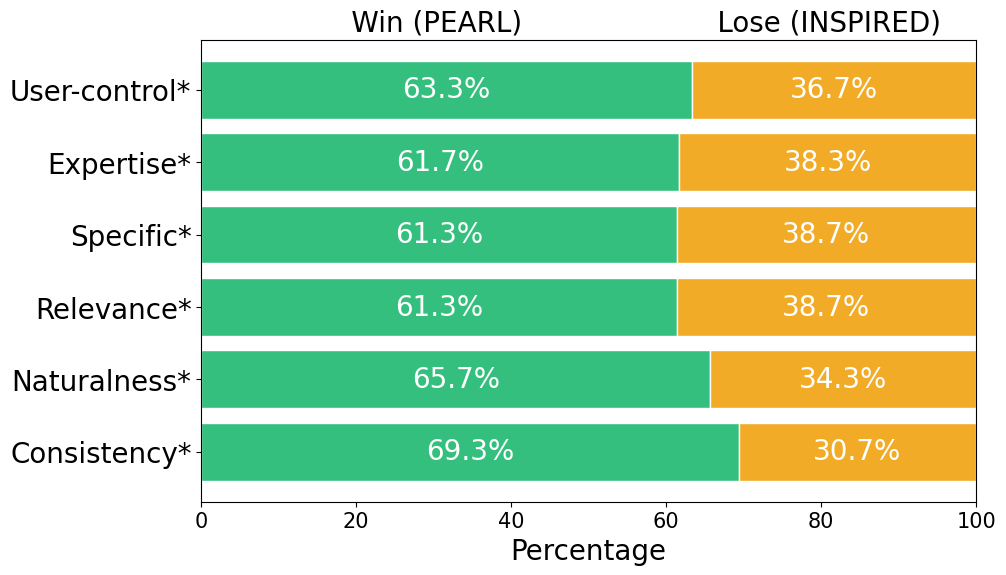 Win (PEARL) Lose (INSPIRED)
User-control* 63.3% 36.7%
Expertise* 61.7% 38.3%
Specific* 61.3% 38.7%
Relevance* 61.3% 38.7%
Naturalness* 65.7% 34.3%
Consistency* 69.3% 30.7%
0 20 40 60 80 100
Percentage